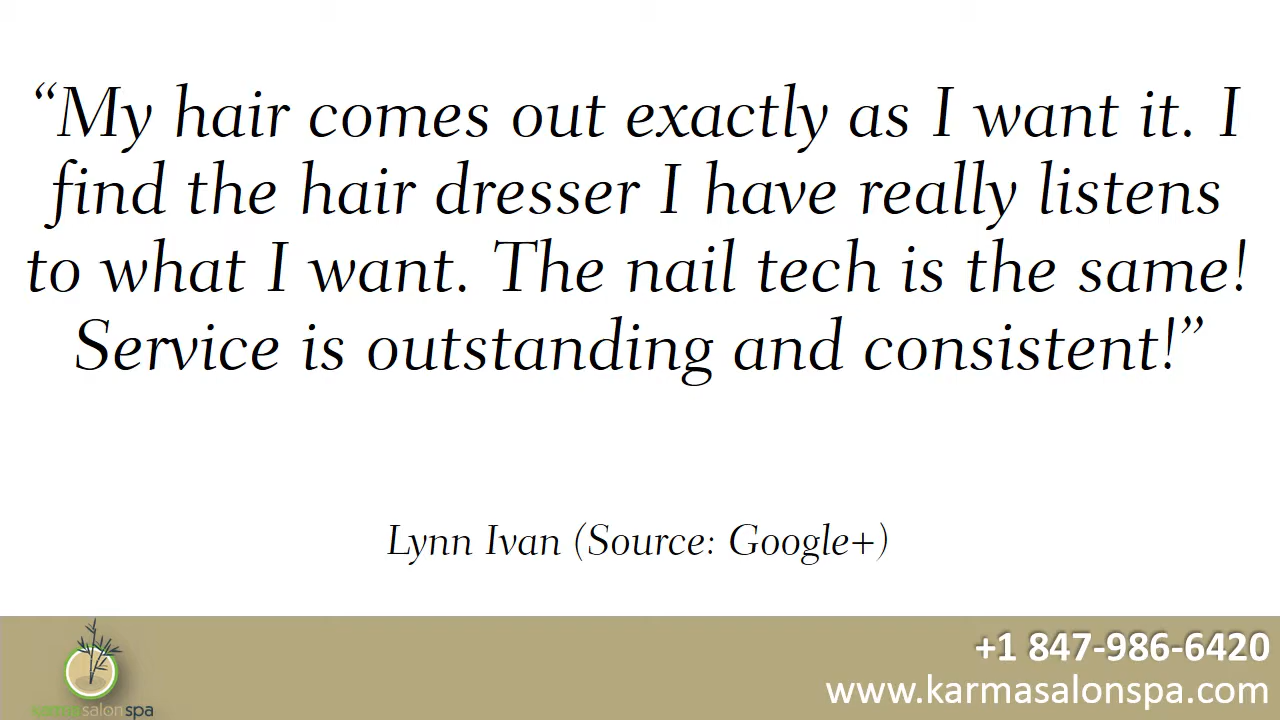 “My hair comes out exactly as I want it. I
find the hair dresser I have really listens
to what I want. The nail tech is the same!
Service is outstanding and consistent!”
Lynn Ivan (Source: Google+)
+1 847-986-6420
www.karmasalonspa.com
karmasalonspa